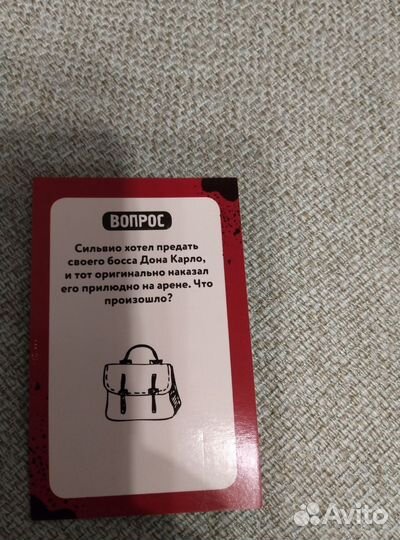 ВОПРОС
Сильвио хотел предать
своего босса Дона Карло,
и тот оригинально наказал
его прилюдно на арене. Что
произошло?
Avito